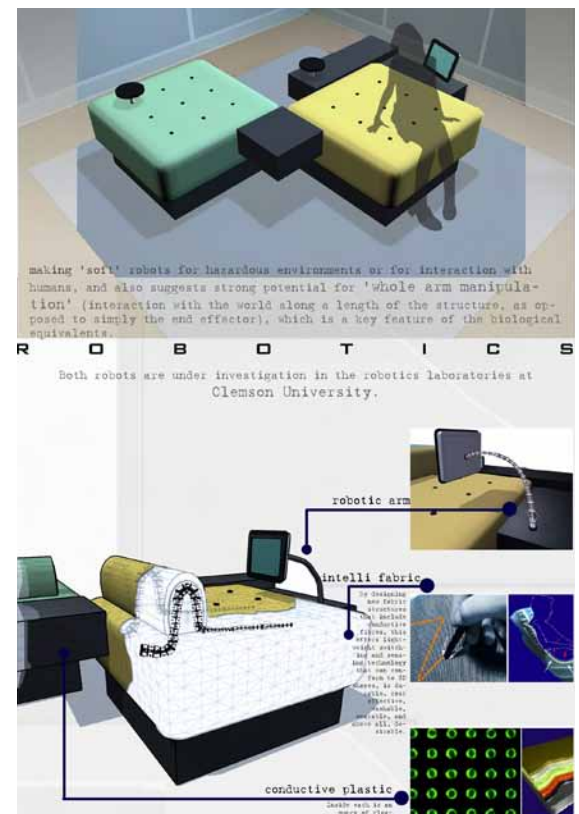 making 'soft' robots for hazardous environments or for interaction with
humans, and also suggests strong potential for 'whole arm manipula-
tion' (interaction with the world along a length of the structure, as op-
posed to simply the end effector), which is a key feature of the biological
equivalents.
ROBOTICS
Both robots are under investigation in the robotics laboratories at
Clemson University.
robotic arm
intelli fabric
By designing
new fabric
structures
that include
conductive
fibres, this
offers light-
weight switch-
ing and sens-
ing technology
that can con-
form to 3D
shapes, is du-
rable, cost
effective,
washable,
wearable, and
above all, de-
sirable.
conductive plastic
Inside each is an